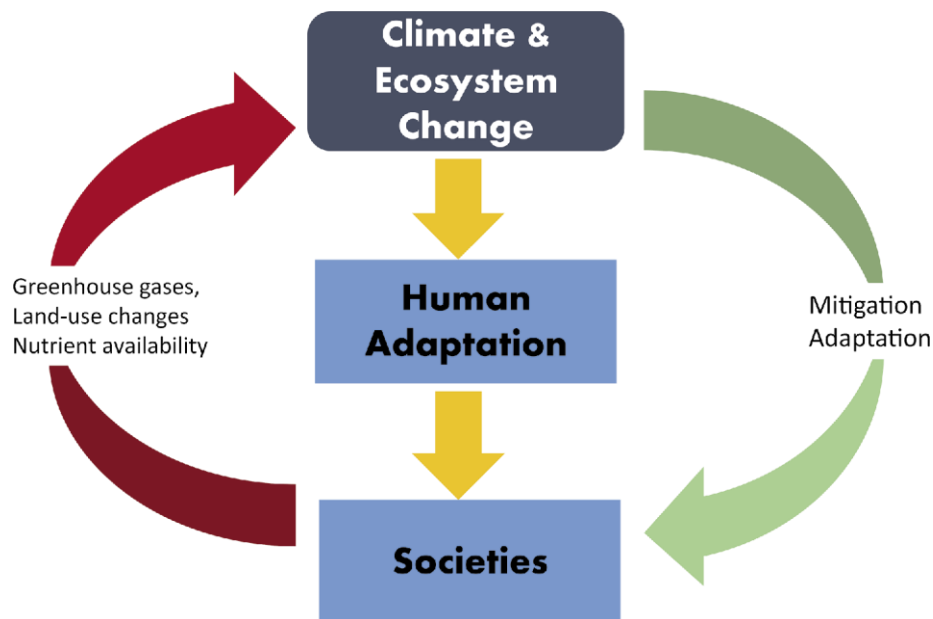 Climate &
Ecosystem
Change
Greenhouse gases,
Land-use changes
Nutrient availability
Human
Adaptation
Mitigation
Adaptation
Societies